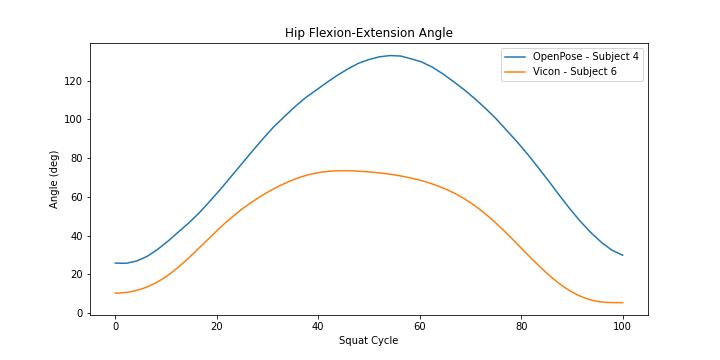 Hip Flexion-Extension Angle
OpenPose - Subject 4
Vicon - Subject 6
Angle (deg)
120
100
80
60
40
20
0
0 20 40 60 80 100
Squat Cycle